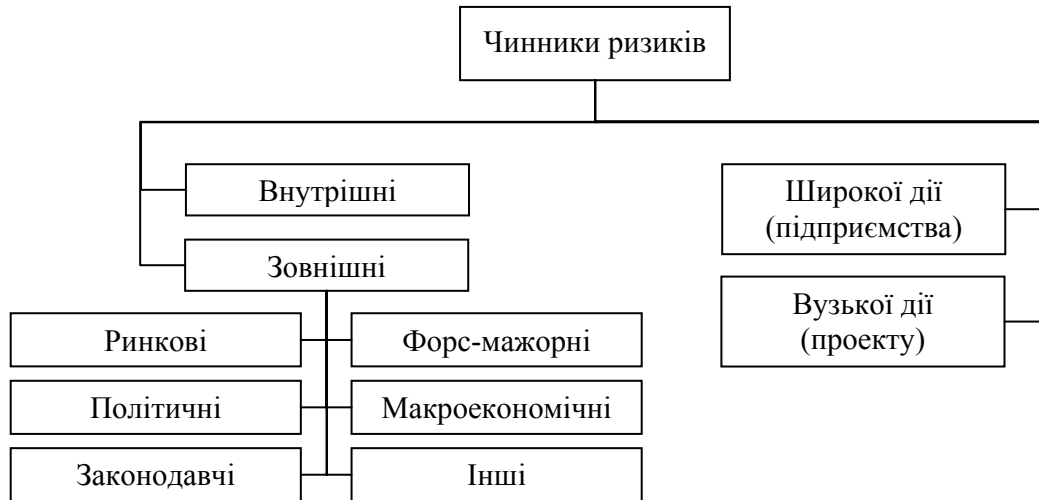 Чинники ризиків
Внутрішні
Зовнішні
Ринкові
Форс-мажорні
Політичні
Макроекономічні
Законодавчі
Інші
Широкої дії
(підприємства)
Вузької дії
(проекту)